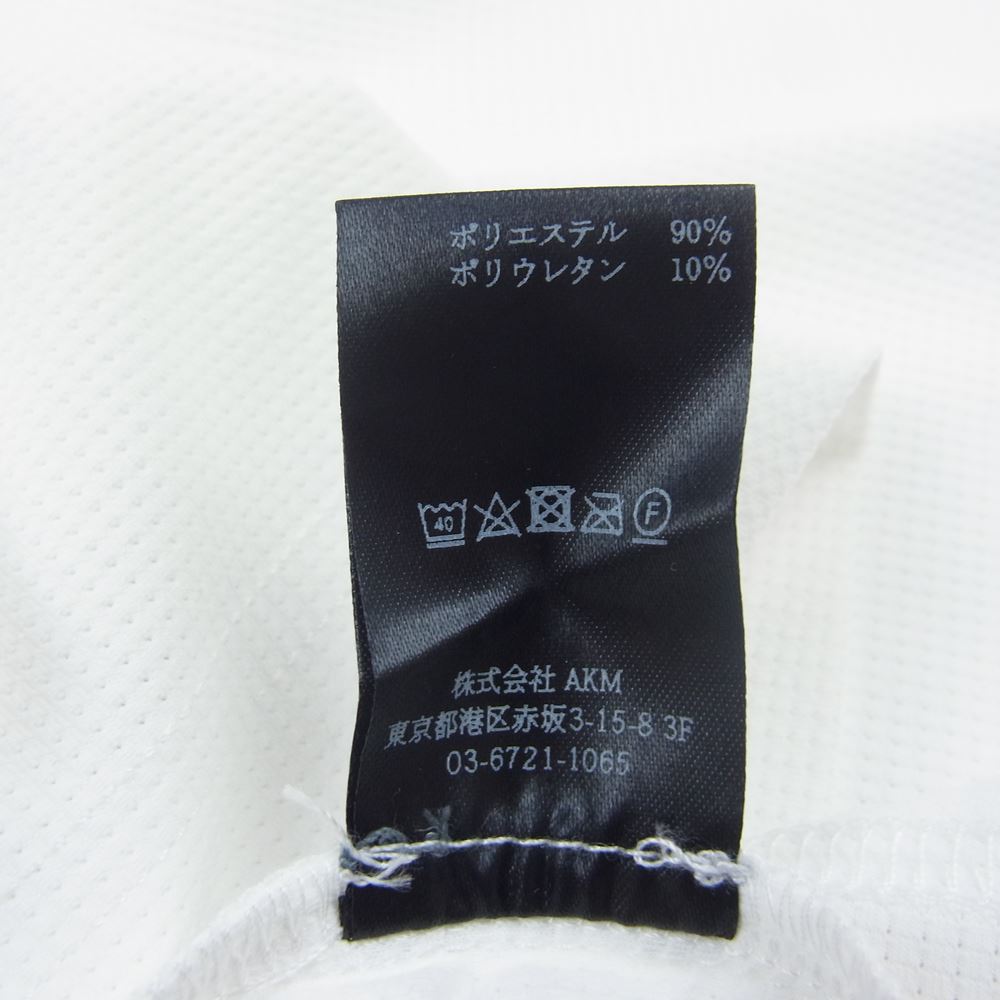 ポリエステル 90%
ポリウレタン 10%
40 F
株式会社 AKM
東京都港区赤坂3-15-8 3F
03-6721-1065